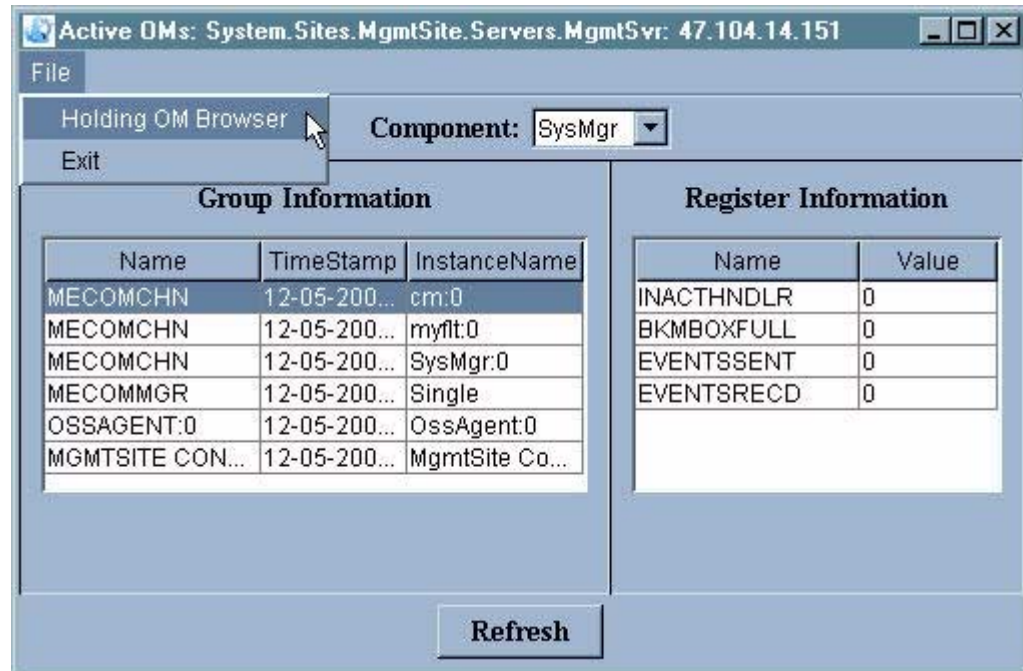 Active OMs: System.Sites.MgmtSite.Servers.MgmtSvr: 47.104.14.151
File
Holding OM Browser
Exit
Component: SysMgr
Group Information
Name TimeStamp InstanceName
MECOMCHN 12-05-200... cm:0
MECOMCHN 12-05-200... myflt:0
MECOMCHN 12-05-200... SysMgr:0
MECOMMGR 12-05-200... Single
OSSAGENT:0 12-05-200... OssAgent:0
MGMTSITE CON... 12-05-200... MgmtSite Co...
Register Information
Name Value
INACTHNDLR 0
BKMBOXFULL 0
EVENTSSENT 0
EVENTSRECD 0
Refresh